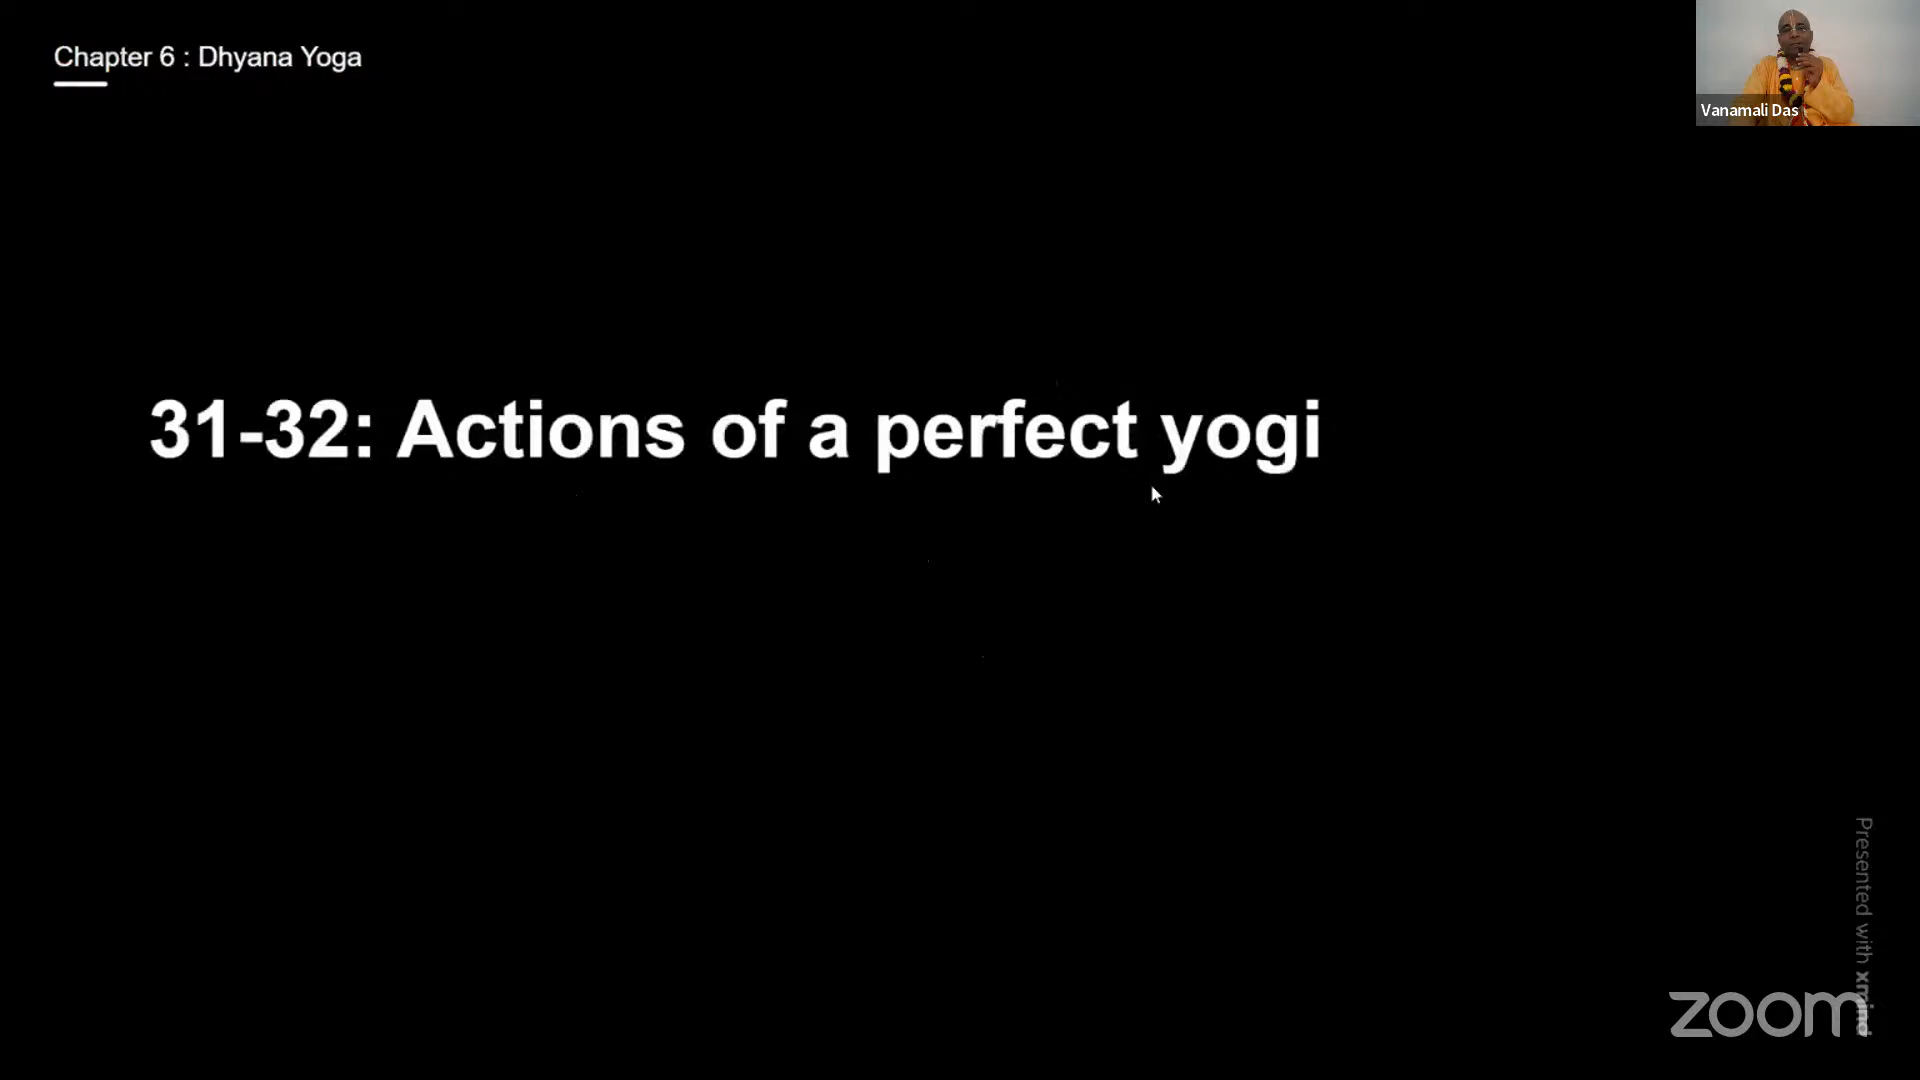 Chapter 6 : Dhyana Yoga
Vanamali Das
31-32: Actions of a perfect yogi
Presented with xmind
zoom